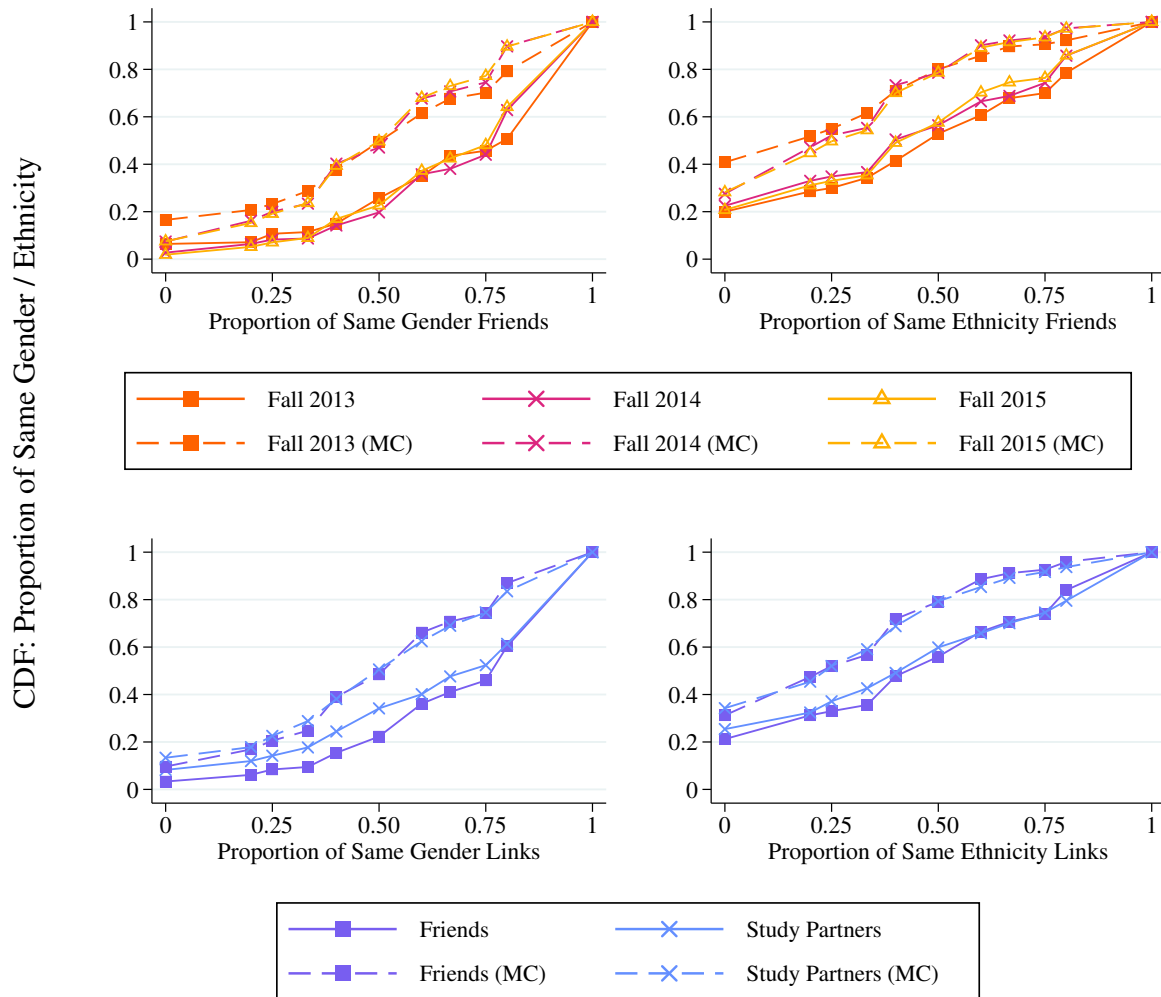 CDF: Proportion of Same Gender / Ethnicity
1
0.8
0.6
0.4
0.2
0
0 0.25 0.50 0.75 1
Proportion of Same Gender Friends
1
0.8
0.6
0.4
0.2
0
0 0.25 0.50 0.75 1
Proportion of Same Ethnicity Friends
Fall 2013 Fall 2014 Fall 2015
Fall 2013 (MC) Fall 2014 (MC) Fall 2015 (MC)
1
0.8
0.6
0.4
0.2
0
0 0.25 0.50 0.75 1
Proportion of Same Gender Links
1
0.8
0.6
0.4
0.2
0
0 0.25 0.50 0.75 1
Proportion of Same Ethnicity Links
Friends Study Partners
Friends (MC) Study Partners (MC)